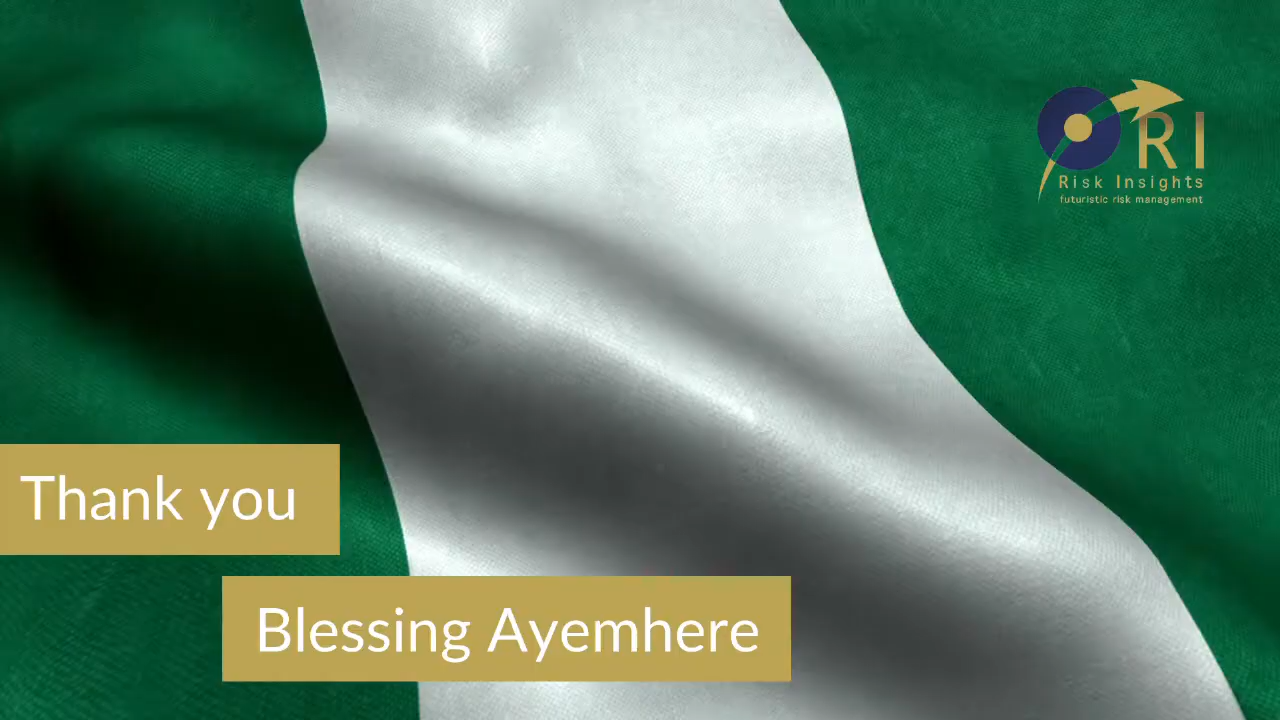 RI
Risk Insights
futuristic risk management
Thank you
Blessing Ayemhere